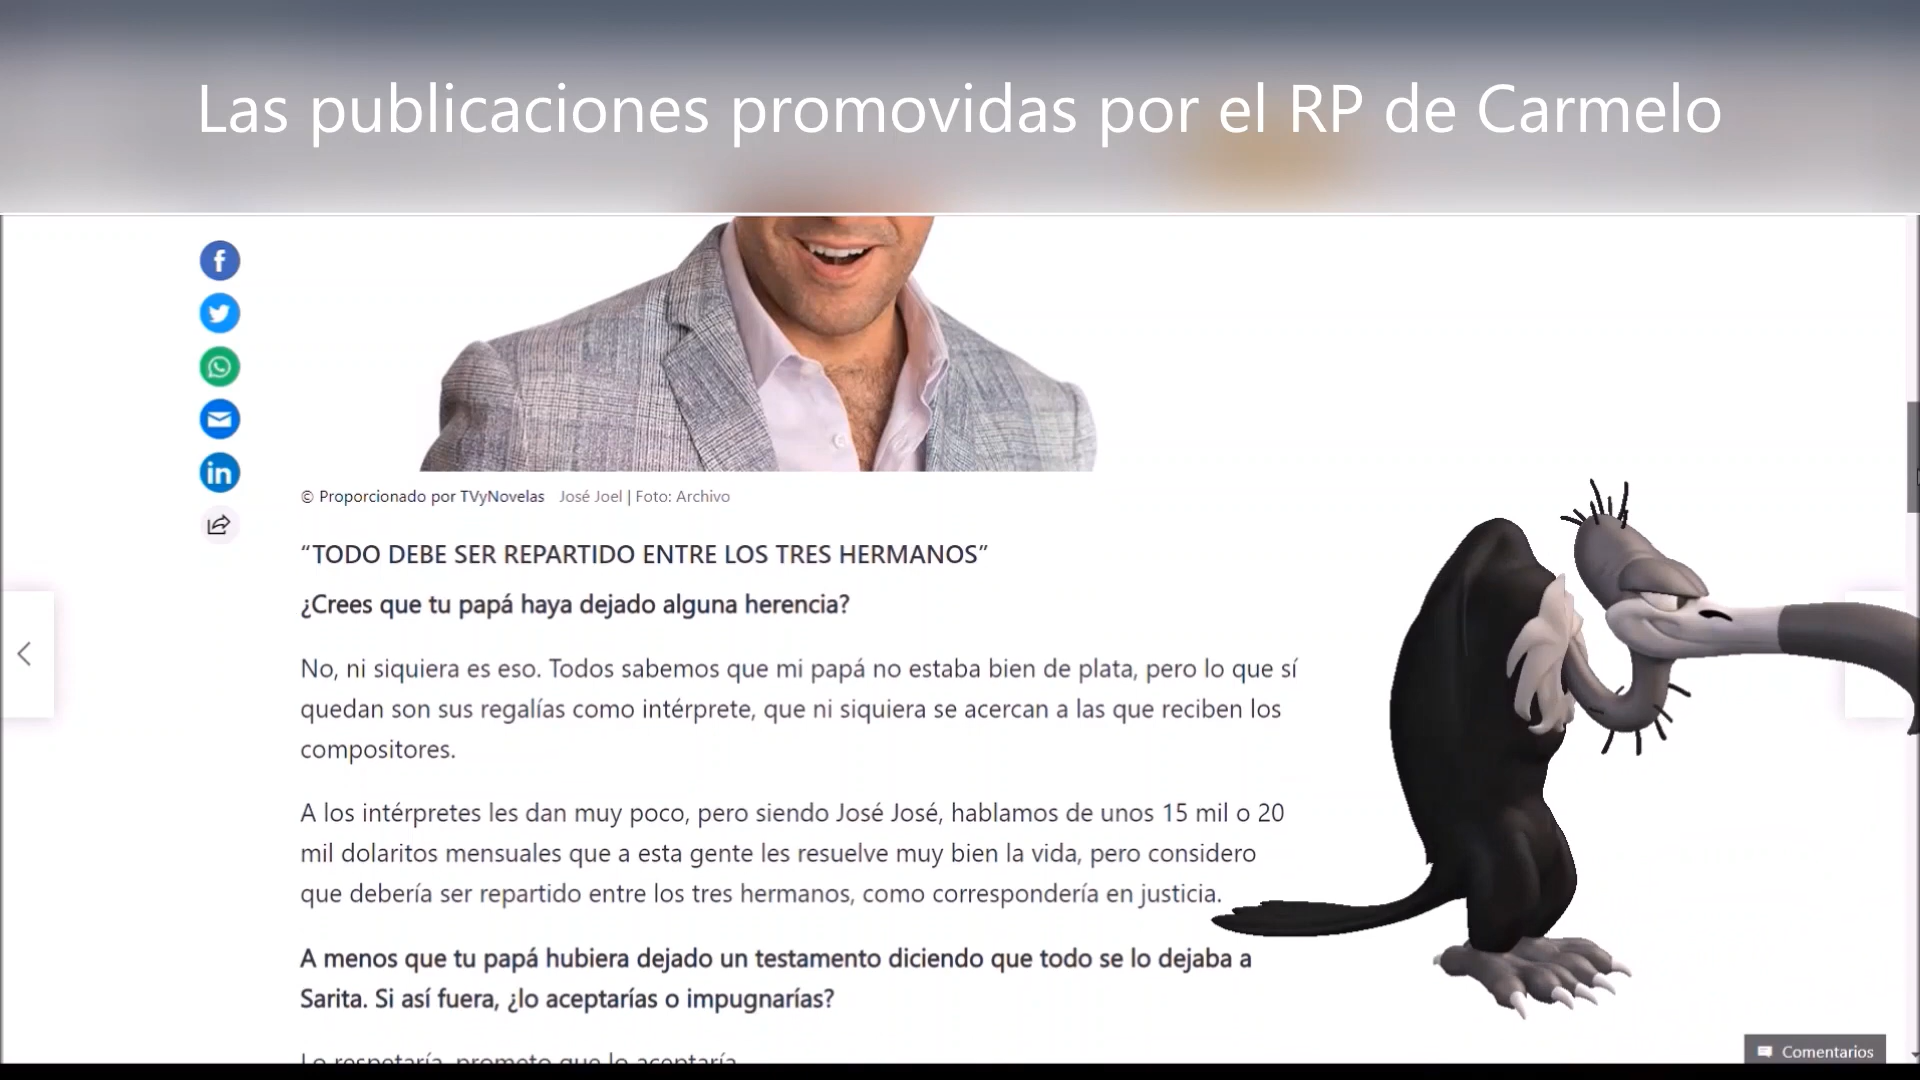 Las publicaciones promovidas por el RP de Carmelo
© Proporcionado por TVyNovelas José Joel | Foto: Archivo
“TODO DEBE SER REPARTIDO ENTRE LOS TRES HERMANOS”
¿Crees que tu papá haya dejado alguna herencia?
No, ni siquiera es eso. Todos sabemos que mi papá no estaba bien de plata, pero lo que sí
quedan son sus regalías como intérprete, que ni siquiera se acercan a las que reciben los
compositores.
A los intérpretes les dan muy poco, pero siendo José José, hablamos de unos 15 mil o 20
mil dolaritos mensuales que a esta gente les resuelve muy bien la vida, pero considero
que debería ser repartido entre los tres hermanos, como correspondería en justicia.
A menos que tu papá hubiera dejado un testamento diciendo que todo se lo dejaba a
Sarita. Si así fuera, ¿lo aceptarías o impugnarías?
Lo respetaría, prometo que lo aceptaría
Comentarios